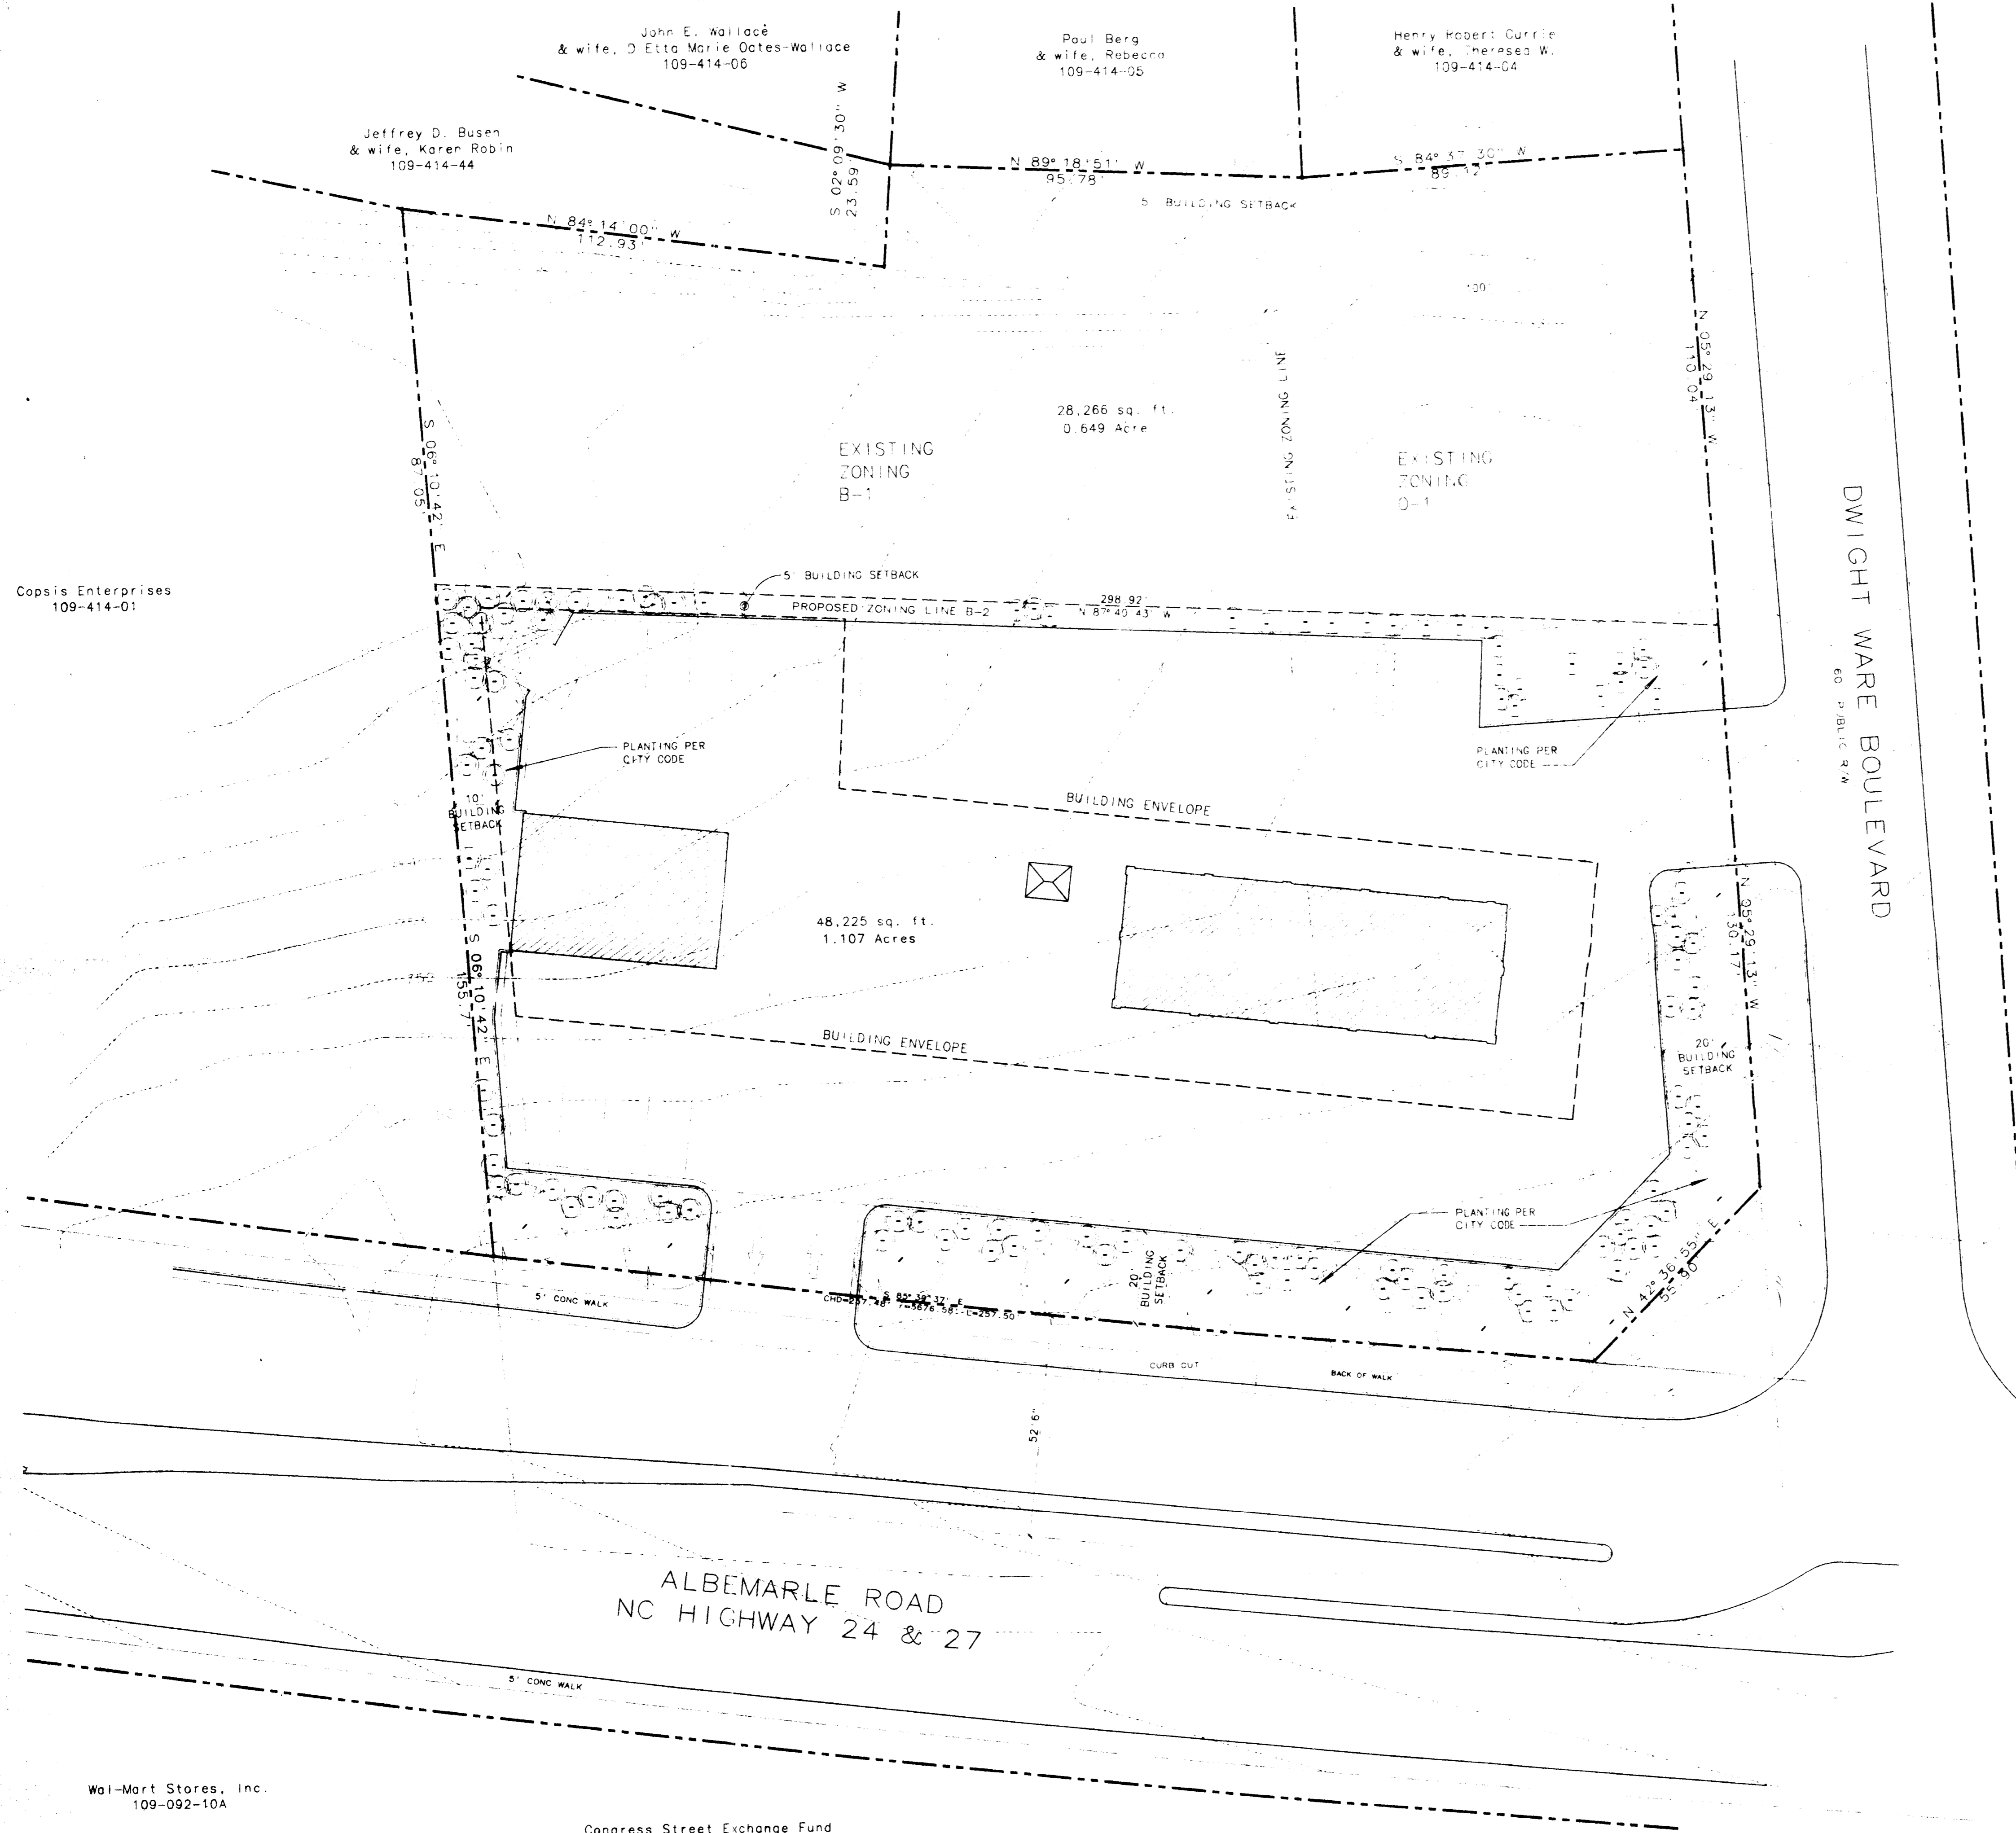 John E. Wallace
& wife, D Etta Marie Oates-Wallace
109-414-06
Paul Berg
& wife, Rebecca
109-414-05
Henry Robert Currie
& wife, Theresea W.
109-414-04
Jeffrey D. Busen
& wife, Karen Robin
109-414-44
S 02° 09' 30" W
23.59'
N 89° 18' 51" W
95.78'
S 84° 37' 30" W
89.12'
5' BUILDING SETBACK
N 84° 14' 00" W
112.93'
N 05° 29' 13" W
110.04'
S 06° 10' 42" E
87.05'
28,266 sq. ft.
0.649 Acre
EXISTING ZONING LINE
EXISTING
ZONING
B-1
EXISTING
ZONING
O-1
DWIGHT WARE BOULEVARD
60' PUBLIC R/W
Copsis Enterprises
109-414-01
5' BUILDING SETBACK
PROPOSED ZONING LINE B-2
298.92'
N 87° 40' 43" W
PLANTING PER
CITY CODE
PLANTING PER
CITY CODE
10'
BUILDING
SETBACK
BUILDING ENVELOPE
48,225 sq. ft.
1.107 Acres
N 05° 29' 13" W
130.17'
S 06° 10' 42" E
BUILDING ENVELOPE
20'
BUILDING
SETBACK
PLANTING PER
CITY CODE
N 42° 36' 55" E
55.90'
20'
BUILDING
SETBACK
CHD=257.48' r=5676.58' L=257.50'
5' CONC WALK
CURB CUT
BACK OF WALK
52'6"
ALBEMARLE ROAD
NC HIGHWAY 24 & 27
5' CONC WALK
Wal-Mart Stores, Inc.
109-092-10A
Congress Street Exchange Fund